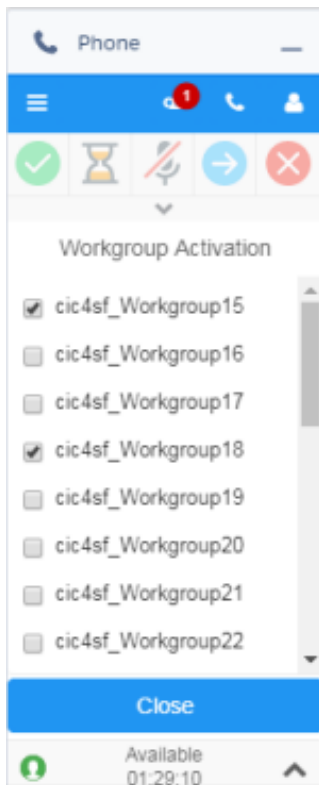 Phone
1
Workgroup Activation
cic4sf_Workgroup15
cic4sf_Workgroup16
cic4sf_Workgroup17
cic4sf_Workgroup18
cic4sf_Workgroup19
cic4sf_Workgroup20
cic4sf_Workgroup21
cic4sf_Workgroup22
Close
Available
01:29:10